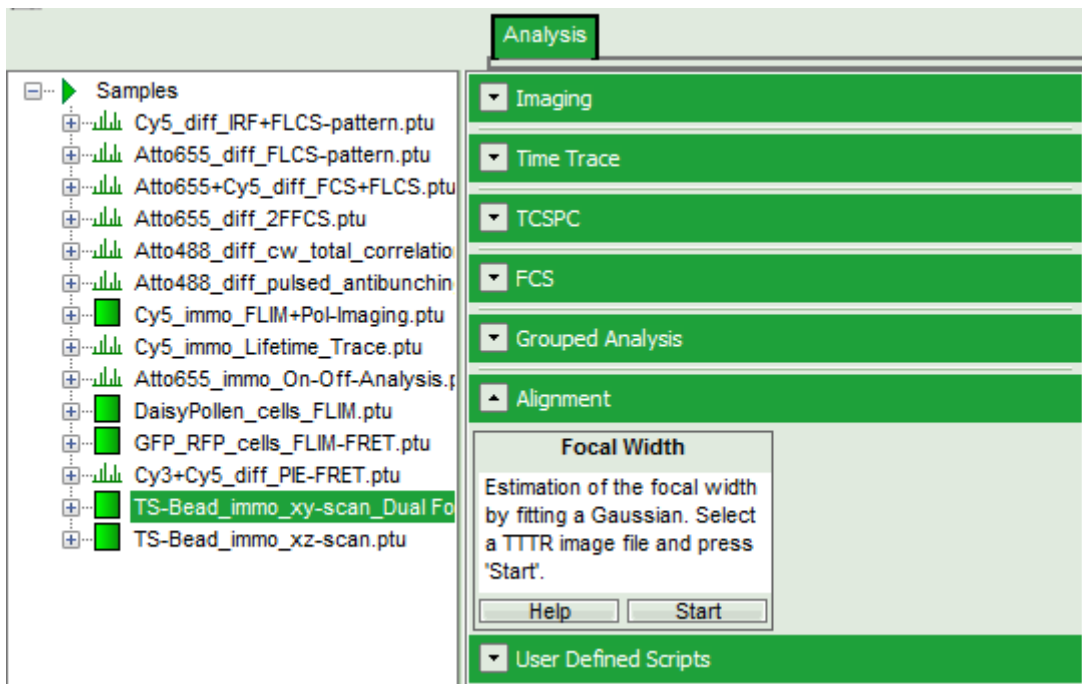 Analysis
Samples
Cy5_diff_IRF+FLCS-pattern.ptu
Atto655_diff_FLCS-pattern.ptu
Atto655+Cy5_diff_FCS+FLCS.ptu
Atto655_diff_2FFCS.ptu
Atto488_diff_cw_total_correlatio
Atto488_diff_pulsed_antibunchin
Cy5_immo_FLIM+Pol-Imaging.ptu
Cy5_immo_Lifetime_Trace.ptu
Atto655_immo_On-Off-Analysis.p
DaisyPollen_cells_FLIM.ptu
GFP_RFP_cells_FLIM-FRET.ptu
Cy3+Cy5_diff_PIE-FRET.ptu
TS-Bead_immo_xy-scan_Dual Fo
TS-Bead_immo_xz-scan.ptu
Imaging
Time Trace
TCSPC
FCS
Grouped Analysis
Alignment
Focal Width
Estimation of the focal width
by fitting a Gaussian. Select
a TTTR image file and press
'Start'.
Help Start
User Defined Scripts